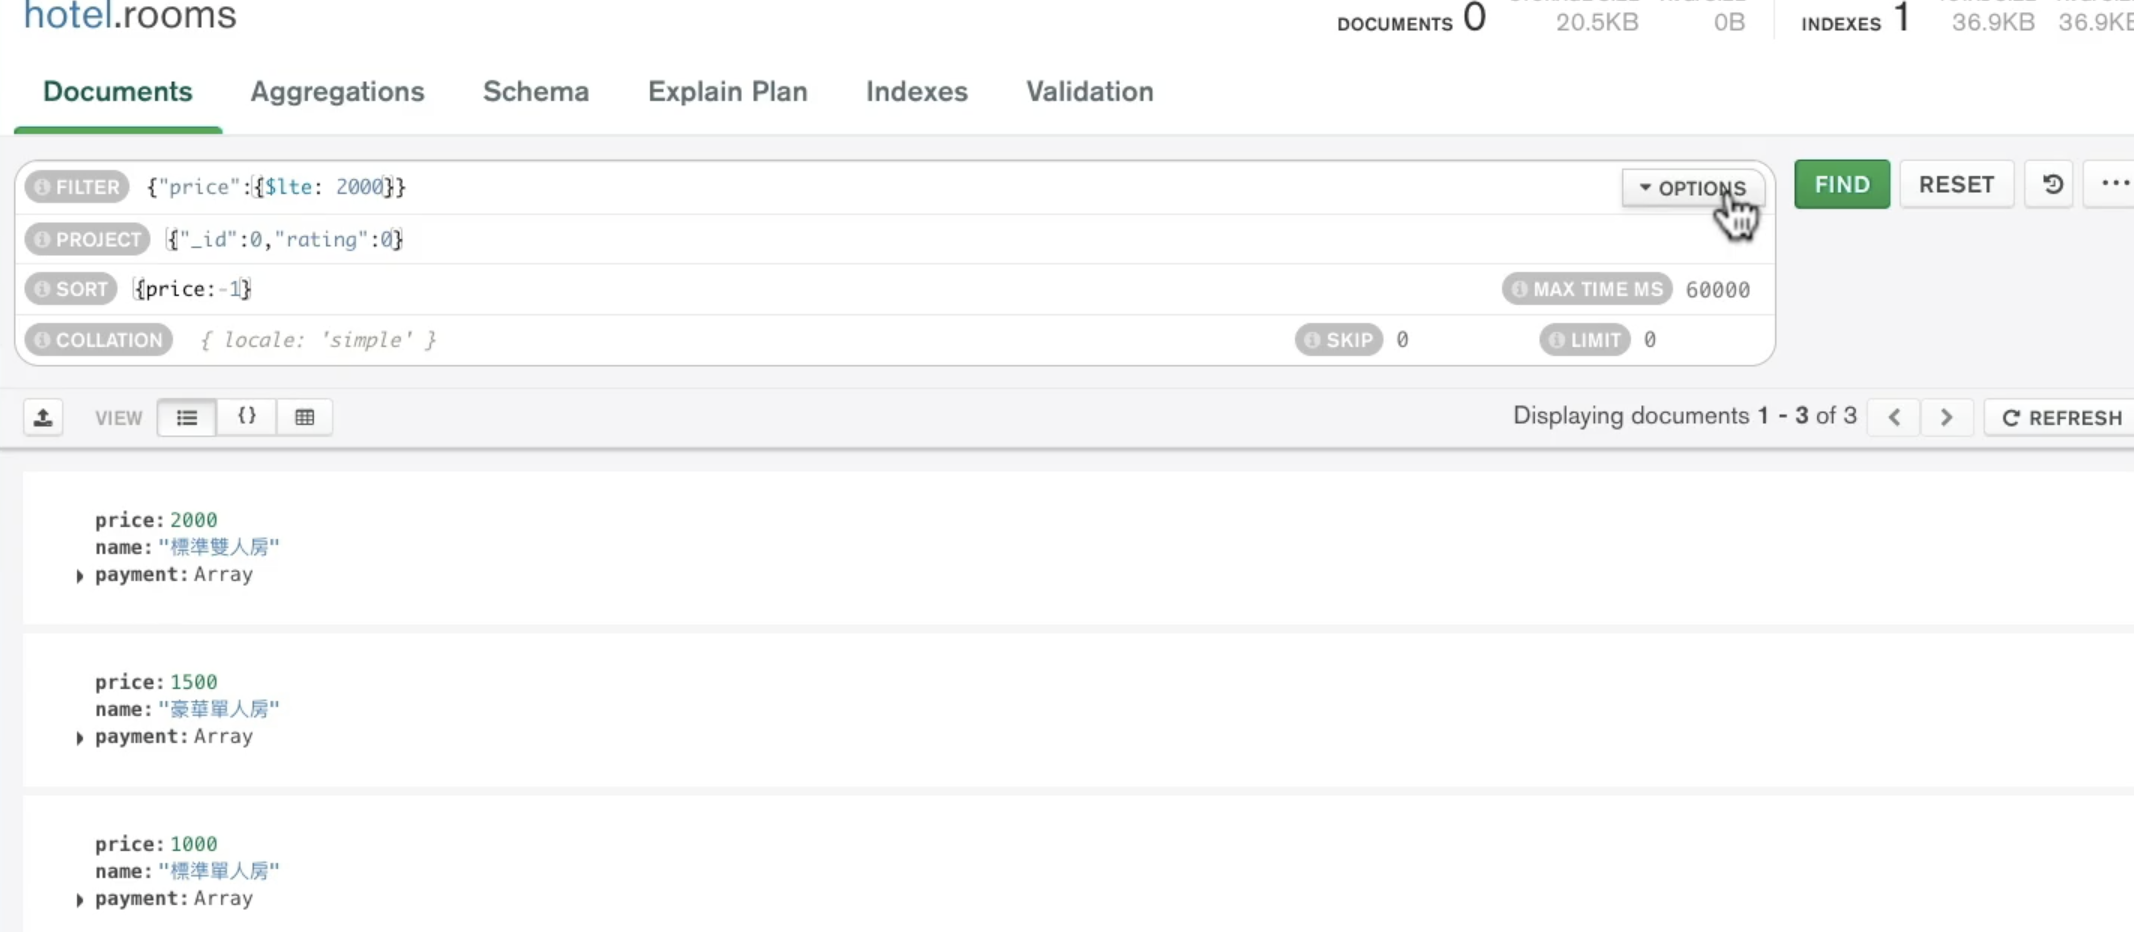 hotel.rooms
DOCUMENTS 0 20.5KB 0B INDEXES 1 36.9KB 36.9KB
Documents Aggregations Schema Explain Plan Indexes Validation
FILTER {"price":{$lte: 2000}} OPTIONS FIND RESET
PROJECT {"_id":0,"rating":0}
SORT {price:-1} MAX TIME MS 60000
COLLATION { locale: 'simple' } SKIP 0 LIMIT 0
VIEW {} Displaying documents 1 - 3 of 3 REFRESH
price: 2000
name: "標準雙人房"
payment: Array
price: 1500
name: "豪華單人房"
payment: Array
price: 1000
name: "標準單人房"
payment: Array